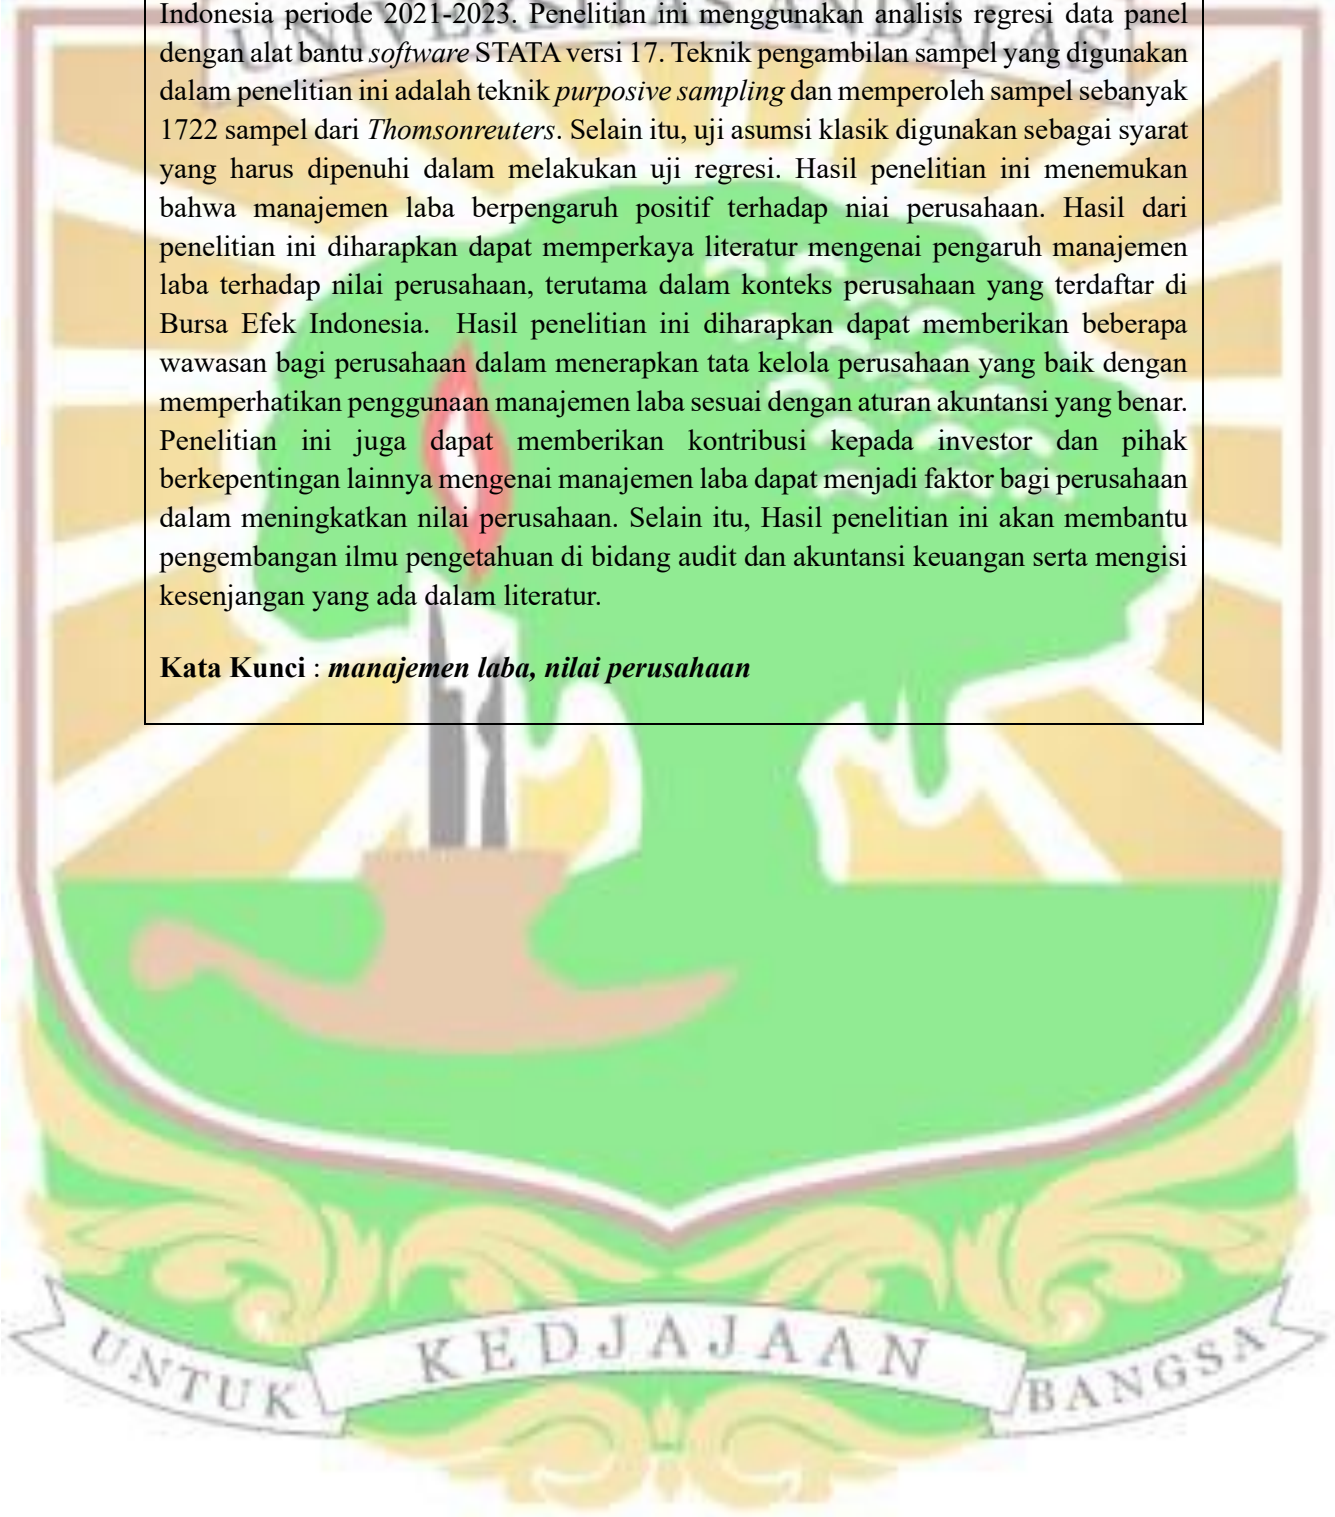 Indonesia periode 2021-2023. Penelitian ini menggunakan analisis regresi data panel
UNIVERSITAS ANDALAS
dengan alat bantu software STATA versi 17. Teknik pengambilan sampel yang digunakan
dalam penelitian ini adalah teknik purposive sampling dan memperoleh sampel sebanyak
1722 sampel dari Thomsonreuters. Selain itu, uji asumsi klasik digunakan sebagai syarat
yang harus dipenuhi dalam melakukan uji regresi. Hasil penelitian ini menemukan
bahwa manajemen laba berpengaruh positif terhadap niai perusahaan. Hasil dari
penelitian ini diharapkan dapat memperkaya literatur mengenai pengaruh manajemen
laba terhadap nilai perusahaan, terutama dalam konteks perusahaan yang terdaftar di
Bursa Efek Indonesia.  Hasil penelitian ini diharapkan dapat memberikan beberapa
wawasan bagi perusahaan dalam menerapkan tata kelola perusahaan yang baik dengan
memperhatikan penggunaan manajemen laba sesuai dengan aturan akuntansi yang benar.
Penelitian ini juga dapat memberikan kontribusi kepada investor dan pihak
berkepentingan lainnya mengenai manajemen laba dapat menjadi faktor bagi perusahaan
dalam meningkatkan nilai perusahaan. Selain itu, Hasil penelitian ini akan membantu
pengembangan ilmu pengetahuan di bidang audit dan akuntansi keuangan serta mengisi
kesenjangan yang ada dalam literatur.
Kata Kunci : manajemen laba, nilai perusahaan
UNTUK KEDJAJAAN BANGSA